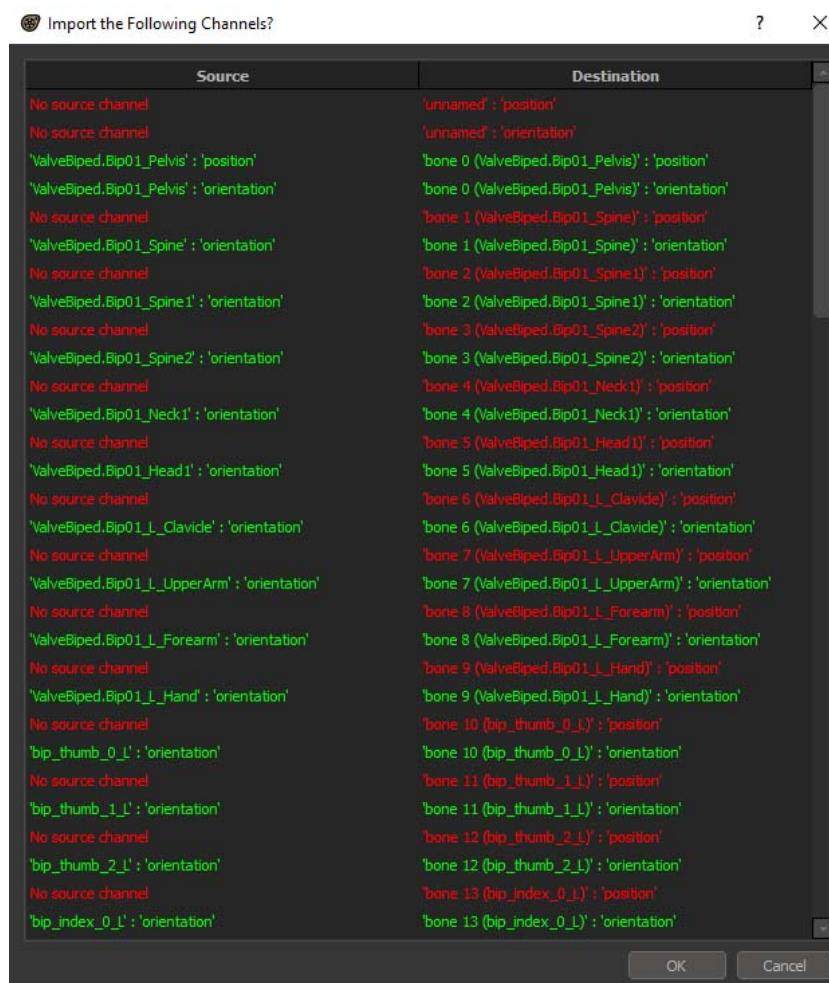 Import the Following Channels? ?
Source Destination
No source channel 'unnamed' : 'position'
No source channel 'unnamed' : 'orientation'
'ValveBiped.Bip01_Pelvis' : 'position' 'bone 0 (ValveBiped.Bip01_Pelvis)' : 'position'
'ValveBiped.Bip01_Pelvis' : 'orientation' 'bone 0 (ValveBiped.Bip01_Pelvis)' : 'orientation'
No source channel 'bone 1 (ValveBiped.Bip01_Spine)' : 'position'
'ValveBiped.Bip01_Spine' : 'orientation' 'bone 1 (ValveBiped.Bip01_Spine)' : 'orientation'
No source channel 'bone 2 (ValveBiped.Bip01_Spine1)' : 'position'
'ValveBiped.Bip01_Spine1' : 'orientation' 'bone 2 (ValveBiped.Bip01_Spine1)' : 'orientation'
No source channel 'bone 3 (ValveBiped.Bip01_Spine2)' : 'position'
'ValveBiped.Bip01_Spine2' : 'orientation' 'bone 3 (ValveBiped.Bip01_Spine2)' : 'orientation'
No source channel 'bone 4 (ValveBiped.Bip01_Neck1)' : 'position'
'ValveBiped.Bip01_Neck1' : 'orientation' 'bone 4 (ValveBiped.Bip01_Neck1)' : 'orientation'
No source channel 'bone 5 (ValveBiped.Bip01_Head1)' : 'position'
'ValveBiped.Bip01_Head1' : 'orientation' 'bone 5 (ValveBiped.Bip01_Head1)' : 'orientation'
No source channel 'bone 6 (ValveBiped.Bip01_L_Clavicle)' : 'position'
'ValveBiped.Bip01_L_Clavicle' : 'orientation' 'bone 6 (ValveBiped.Bip01_L_Clavicle)' : 'orientation'
No source channel 'bone 7 (ValveBiped.Bip01_L_UpperArm)' : 'position'
'ValveBiped.Bip01_L_UpperArm' : 'orientation' 'bone 7 (ValveBiped.Bip01_L_UpperArm)' : 'orientation'
No source channel 'bone 8 (ValveBiped.Bip01_L_Forearm)' : 'position'
'ValveBiped.Bip01_L_Forearm' : 'orientation' 'bone 8 (ValveBiped.Bip01_L_Forearm)' : 'orientation'
No source channel 'bone 9 (ValveBiped.Bip01_L_Hand)' : 'position'
'ValveBiped.Bip01_L_Hand' : 'orientation' 'bone 9 (ValveBiped.Bip01_L_Hand)' : 'orientation'
No source channel 'bone 10 (bip_thumb_0_L)' : 'position'
'bip_thumb_0_L' : 'orientation' 'bone 10 (bip_thumb_0_L)' : 'orientation'
No source channel 'bone 11 (bip_thumb_1_L)' : 'position'
'bip_thumb_1_L' : 'orientation' 'bone 11 (bip_thumb_1_L)' : 'orientation'
No source channel 'bone 12 (bip_thumb_2_L)' : 'position'
'bip_thumb_2_L' : 'orientation' 'bone 12 (bip_thumb_2_L)' : 'orientation'
No source channel 'bone 13 (bip_index_0_L)' : 'position'
'bip_index_0_L' : 'orientation' 'bone 13 (bip_index_0_L)' : 'orientation'
OK Cancel